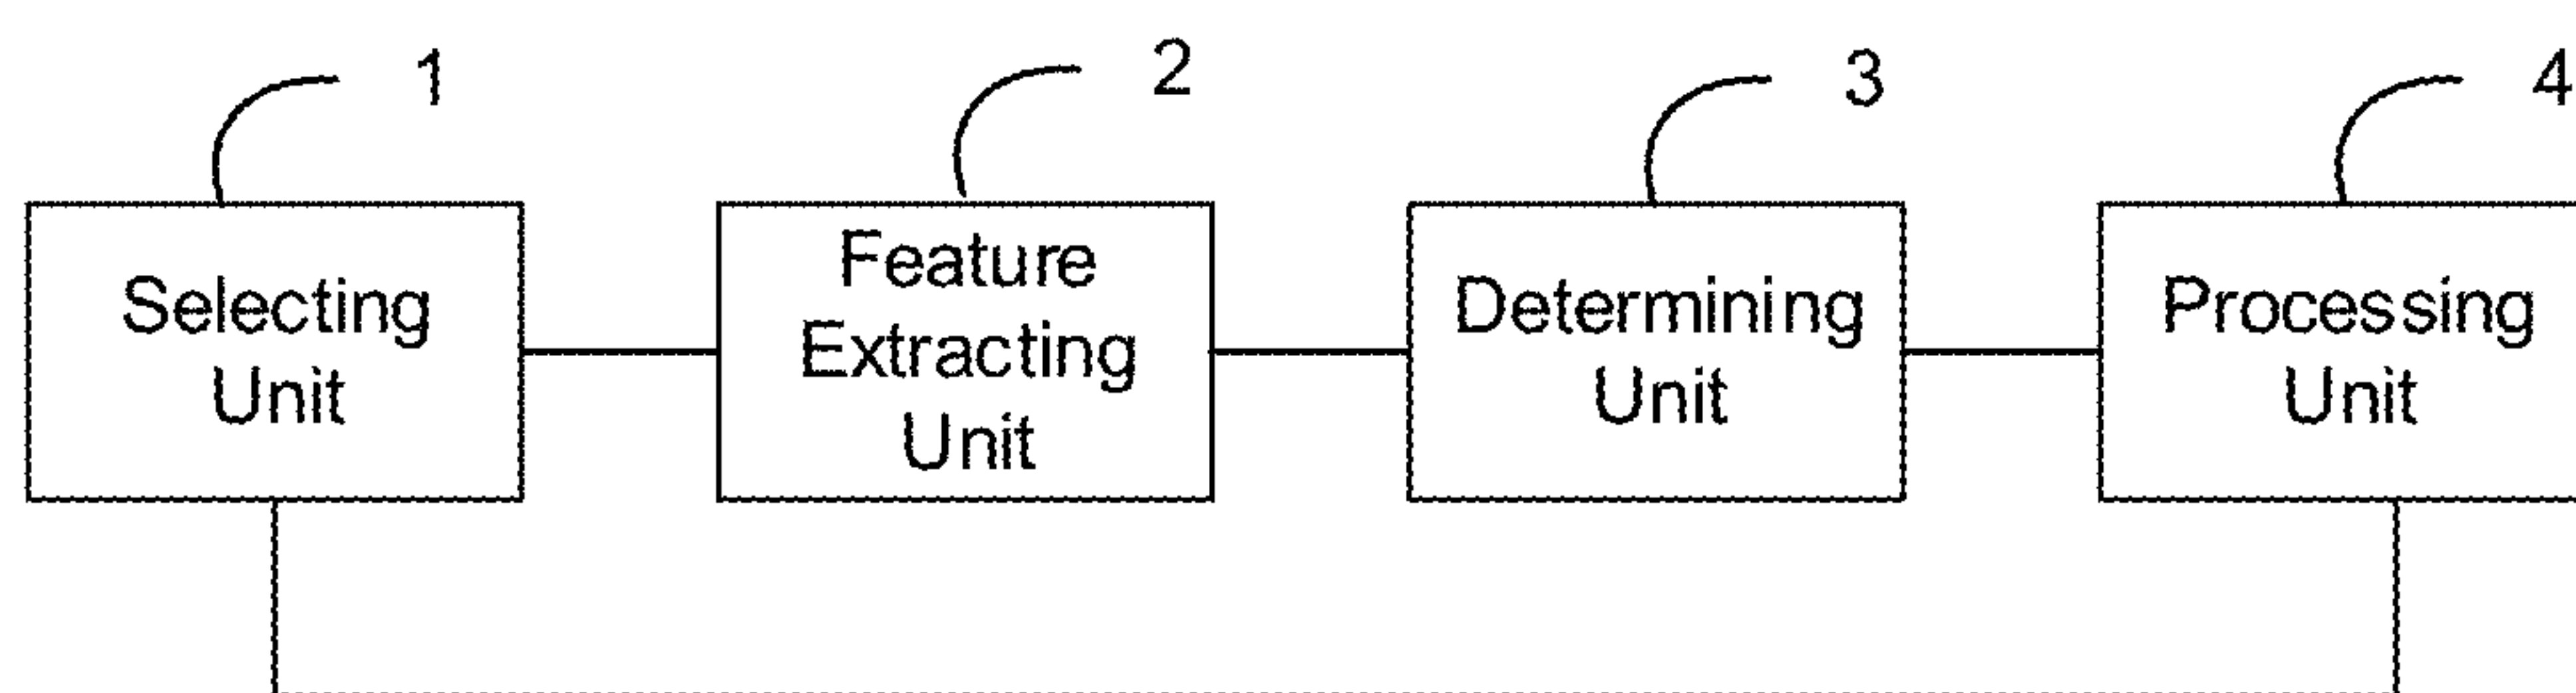 1
2
3
4
Selecting
Unit
Feature
Extracting
Unit
Determining
Unit
Processing
Unit